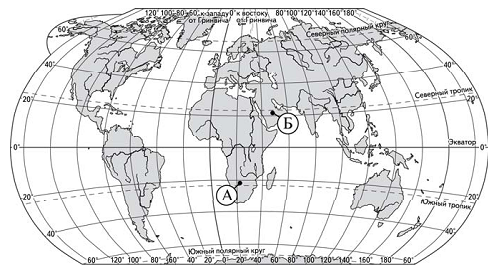 120° 100° 80° 60° к западу 0° к востоку 80° 100° 120° 140° 160° 180°
от Гринвича от Гринвича
Северный полярный круг
60° 60°
40° 40°
20° Северный тропик 20°
Б
0° Экватор 0°
А
20° Южный тропик 20°
40 40
Южный полярный круг
60° 120° 100° 80° 60° 40° 20° 0° 20° 40° 60° 80° 100° 120° 140° 60°